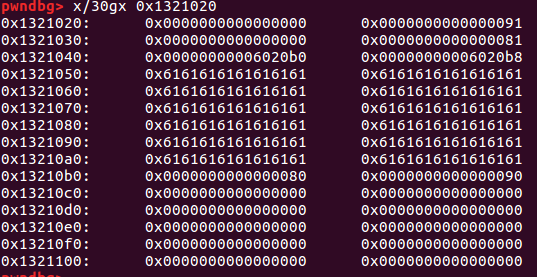 pwndbg> x/30gx 0x1321020
0x1321020: 0x0000000000000000 0x0000000000000091
0x1321030: 0x0000000000000000 0x0000000000000081
0x1321040: 0x00000000006020b0 0x00000000006020b8
0x1321050: 0x6161616161616161 0x6161616161616161
0x1321060: 0x6161616161616161 0x6161616161616161
0x1321070: 0x6161616161616161 0x6161616161616161
0x1321080: 0x6161616161616161 0x6161616161616161
0x1321090: 0x6161616161616161 0x6161616161616161
0x13210a0: 0x6161616161616161 0x6161616161616161
0x13210b0: 0x0000000000000080 0x0000000000000090
0x13210c0: 0x0000000000000000 0x0000000000000000
0x13210d0: 0x0000000000000000 0x0000000000000000
0x13210e0: 0x0000000000000000 0x0000000000000000
0x13210f0: 0x0000000000000000 0x0000000000000000
0x1321100: 0x0000000000000000 0x0000000000000000
pwndbg>